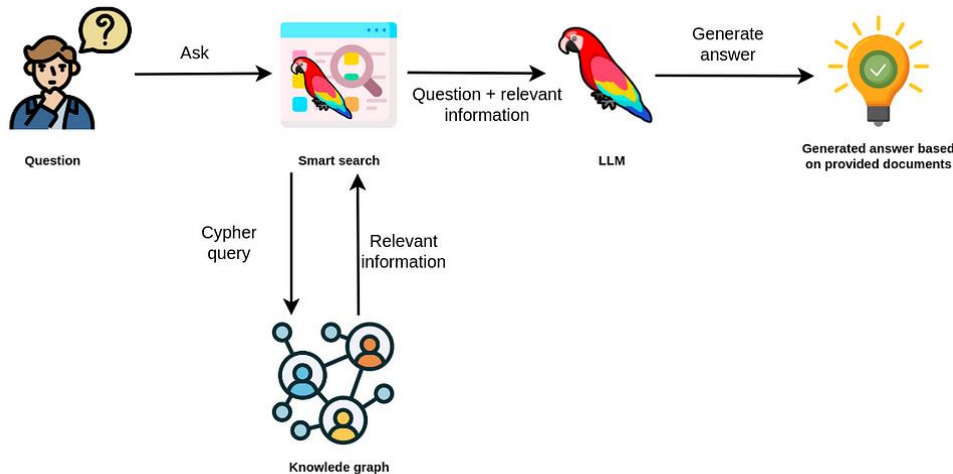 ?
Ask
Generate
answer
Question + relevant
information
Question
Smart search
LLM
Generated answer based
on provided documents
Cypher
query
Relevant
information
Knowlede graph